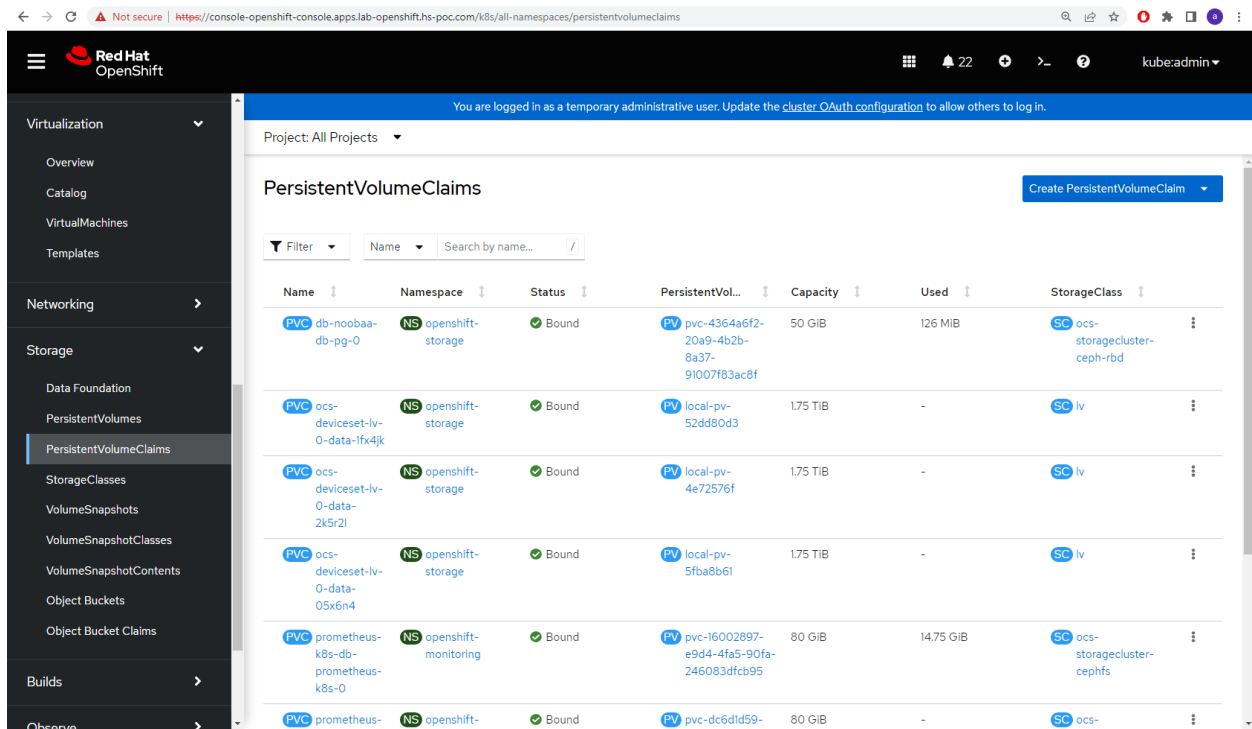 Not secure | https://console-openshift-console.apps.lab-openshift.hs-poc.com/k8s/all-namespaces/persistentvolumeclaims
a
Red Hat
OpenShift
22
kube:admin
You are logged in as a temporary administrative user. Update the cluster OAuth configuration to allow others to log in.
Virtualization
Overview
Catalog
VirtualMachines
Templates
Networking
Storage
Data Foundation
PersistentVolumes
PersistentVolumeClaims
StorageClasses
VolumeSnapshots
VolumeSnapshotClasses
VolumeSnapshotContents
Object Buckets
Object Bucket Claims
Builds
Observe
Project: All Projects
PersistentVolumeClaims
Create PersistentVolumeClaim
Filter
Name
Search by name...
/
Name Namespace Status PersistentVol... Capacity Used StorageClass
PVC db-noobaa- NS openshift- Bound PV pvc-4364a6f2- 50 GiB 126 MiB SC ocs-
db-pg-0 storage 20a9-4b2b- storagecluster-
8a37- ceph-rbd
91007f83ac8f
PVC ocs- NS openshift- Bound PV local-pv- 1.75 TiB - SC lv
deviceset-lv- storage 52dd80d3
0-data-1fx4jk
PVC ocs- NS openshift- Bound PV local-pv- 1.75 TiB - SC lv
deviceset-lv- storage 4e72576f
0-data-
2k5r2l
PVC ocs- NS openshift- Bound PV local-pv- 1.75 TiB - SC lv
deviceset-lv- storage 5fba8b61
0-data-
05x6n4
PVC prometheus- NS openshift- Bound PV pvc-16002897- 80 GiB 14.75 GiB SC ocs-
k8s-db- monitoring e9d4-4fa5-90fa- storagecluster-
prometheus- 246083dfcb95 cephfs
k8s-0
PVC prometheus- NS openshift- Bound PV pvc-dc6d1d59- 80 GiB - SC ocs-